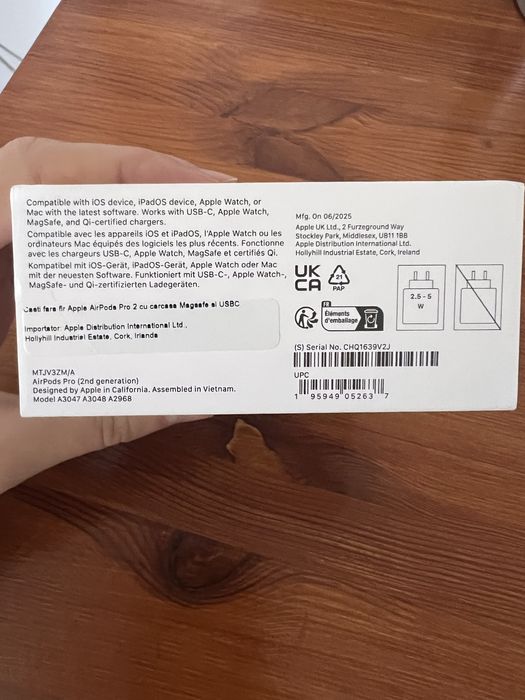 Compatible with iOS device, iPadOS device, Apple Watch, or
Mac with the latest software. Works with USB-C, Apple Watch,
MagSafe, and Qi-certified chargers.
Compatible avec les appareils iOS et iPadOS, l'Apple Watch ou les
ordinateurs Mac équipés des logiciels les plus récents. Fonctionne
avec les chargeurs USB-C, Apple Watch, MagSafe et certifiés Qi.
Kompatibel mit iOS-Gerät, iPadOS-Gerät, Apple Watch oder Mac
mit der neuesten Software. Funktioniert mit USB-C-, Apple Watch-,
MagSafe- und Qi-zertifizierten Ladegeräten.
Casti fara fir Apple AirPods Pro 2 cu carcasa Magsafe si USBC
Importator: Apple Distribution International Ltd.,
Hollyhill Industrial Estate, Cork, Irlanda
MTJV3ZM/A
AirPods Pro (2nd generation)
Designed by Apple in California. Assembled in Vietnam.
Model A3047 A3048 A2968
Mfg. On 06/2025
Apple UK Ltd., 2 Furzeground Way
Stockley Park, Middlesex, UB11 1BB
Apple Distribution International Ltd.
Hollyhill Industrial Estate, Cork, Ireland
UK
CA
21
PAP
FR
Éléments
d'emballage
2.5 - 5
W
(S) Serial No. CHQ1639V2J
UPC
1 95949 05263 7